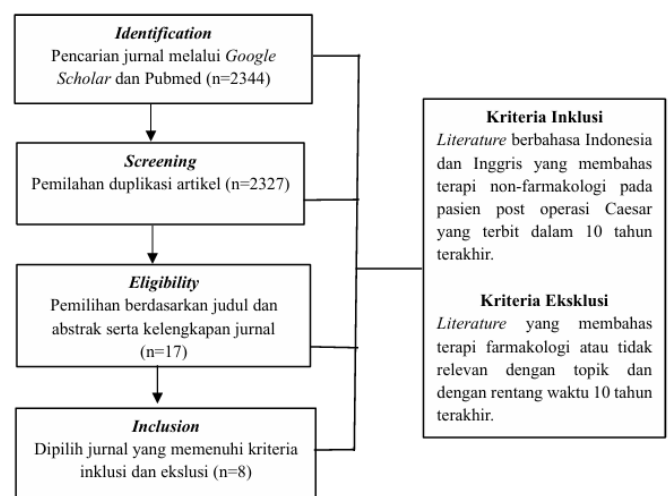 Identification
Pencarian jurnal melalui Google
Scholar dan Pubmed (n=2344)
Screening
Pemilahan duplikasi artikel (n=2327)
Eligibility
Pemilihan berdasarkan judul dan
abstrak serta kelengkapan jurnal
(n=17)
Inclusion
Dipilih jurnal yang memenuhi kriteria
inklusi dan ekslusi (n=8)
Kriteria Inklusi
Literature berbahasa Indonesia
dan Inggris yang membahas
terapi non-farmakologi pada
pasien post operasi Caesar
yang terbit dalam 10 tahun
terakhir.
Kriteria Eksklusi
Literature yang membahas
terapi farmakologi atau tidak
relevan dengan topik dan
dengan rentang waktu 10 tahun
terakhir.